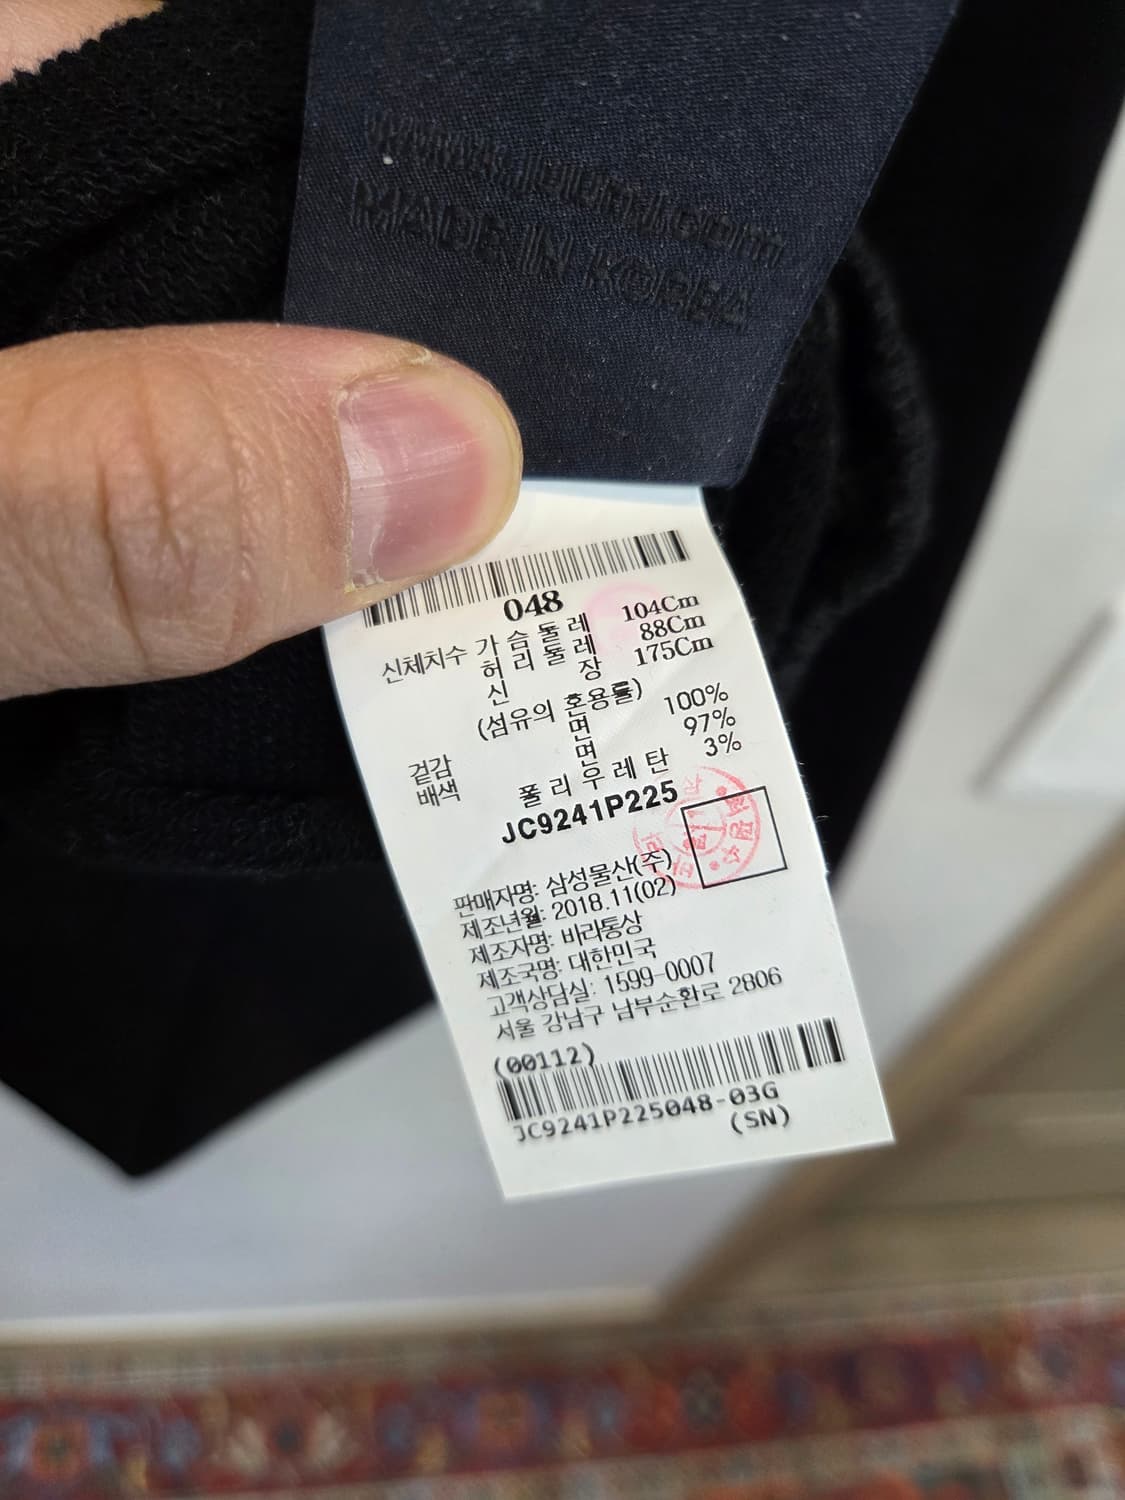 www.juunj.com
MADE IN KOREA
048
신체치수 가슴둘레 104Cm
허리둘레 88Cm
신장 175Cm
(섬유의 혼용률)
겉감 면 100%
배색 면 97%
폴리우레탄 3%
JC9241P225
판매자명: 삼성물산(주)
제조년월: 2018.11(02)
제조자명: 바라통상
제조국명: 대한민국
고객상담실: 1599-0007
서울 강남구 남부순환로 2806
(00112)
JC9241P225048-03G
(SN)